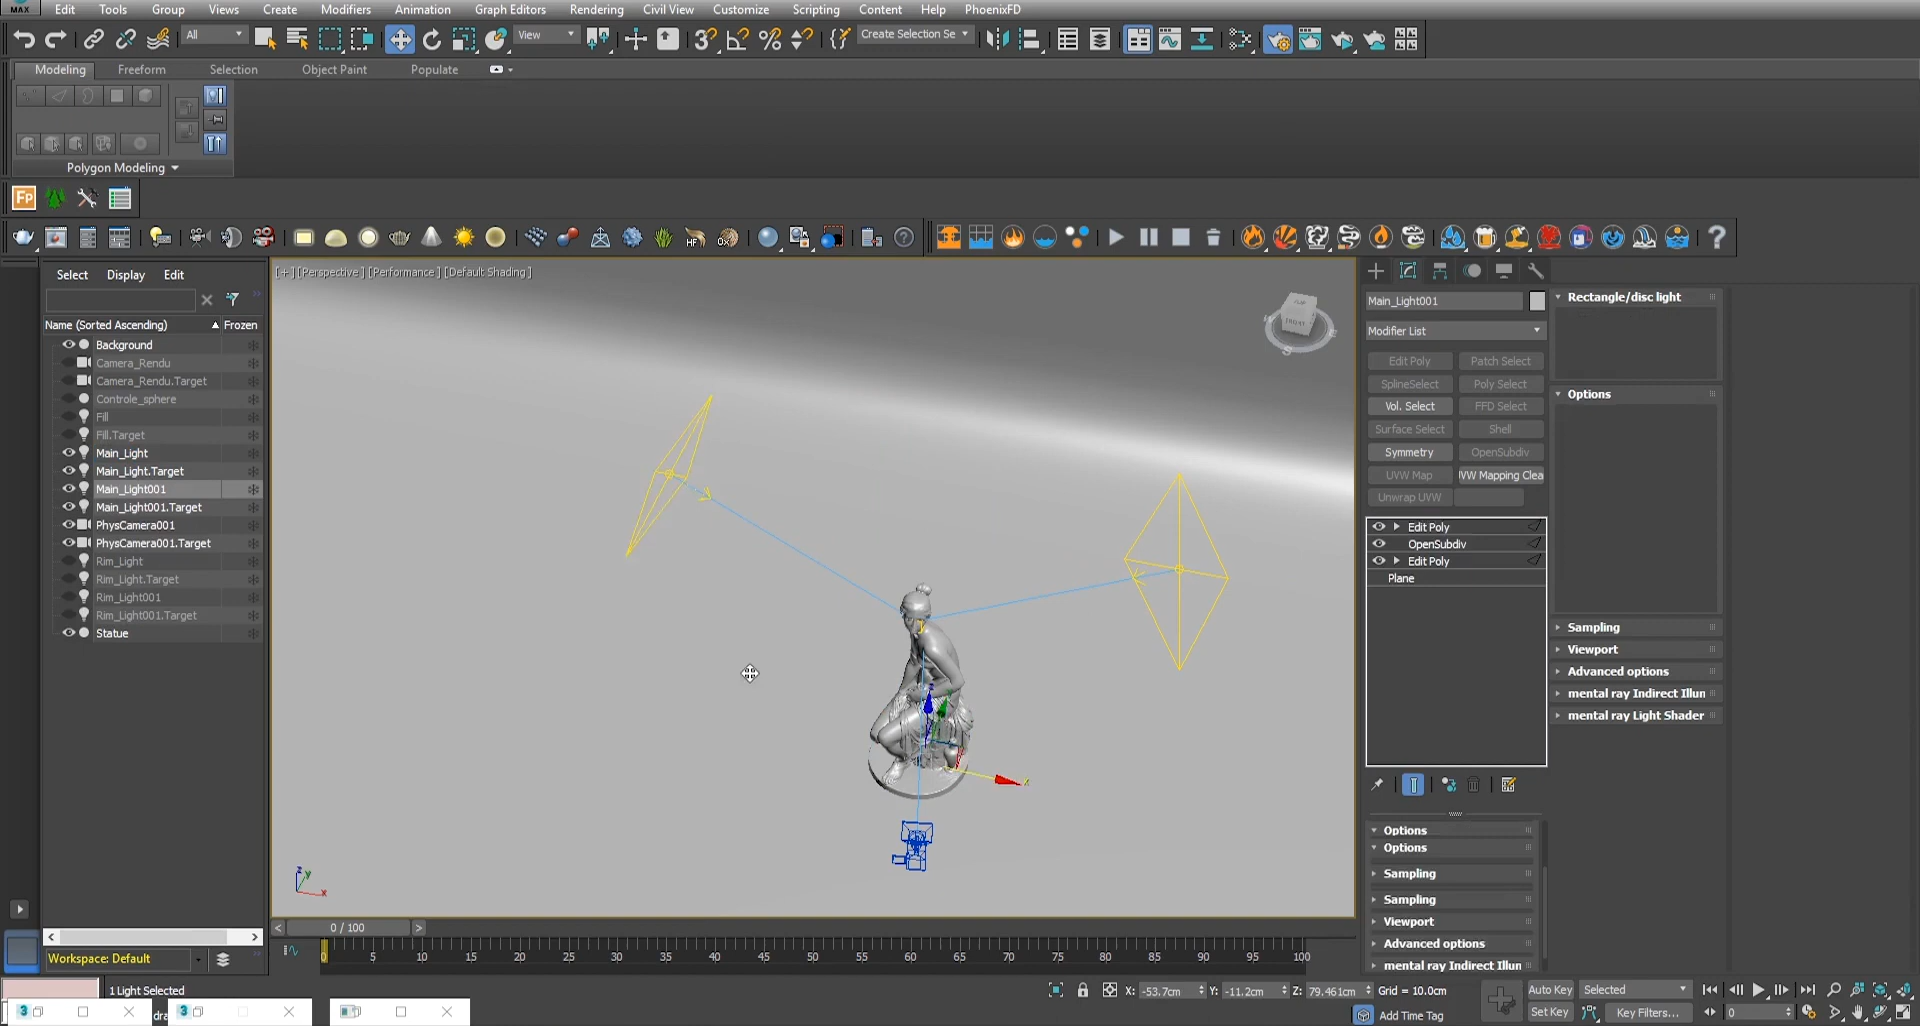 MAX Edit Tools Group Views Create Modifiers Animation Graph Editors Rendering Civil View Customize Scripting Content Help PhoenixFD
All View Create Selection Se
Modeling Freeform Selection Object Paint Populate
Polygon Modeling
Fp
Select Display Edit
[+][Perspective][Performance][Default Shading]
Name (Sorted Ascending) Frozen
Background
Camera_Rendu
Camera_Rendu.Target
Controle_sphere
Fill
Fill.Target
Main_Light
Main_Light.Target
Main_Light001
Main_Light001.Target
PhysCamera001
PhysCamera001.Target
Rim_Light
Rim_Light.Target
Rim_Light001
Rim_Light001.Target
Statue
Workspace: Default
FRONT
0 / 100
0 5 10 15 20 25 30 35 40 45 50 55 60 65 70 75 80 85 90 95 100
Main_Light001
Modifier List
Edit Poly Patch Select
SplineSelect Poly Select
Vol. Select FFD Select
Surface Select Shell
Symmetry OpenSubdiv
UVW Map VW Mapping Clea
Unwrap UVW
Edit Poly
OpenSubdiv
Edit Poly
Plane
Options
Options
Sampling
Sampling
Viewport
Advanced options
mental ray Indirect Illun
Rectangle/disc light
Options
Sampling
Viewport
Advanced options
mental ray Indirect Illun
mental ray Light Shader
1 Light Selected
X: -53.7cm Y: -11.2cm Z: 79.461cm Grid = 10.0cm
Auto Key Selected
Add Time Tag
Set Key Key Filters...
0
dra